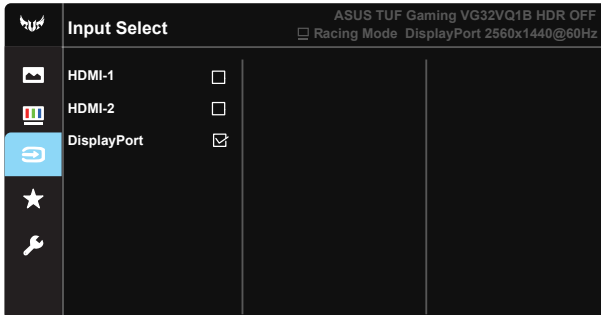 Input Select
ASUS TUF Gaming VG32VQ1B HDR OFF
Racing Mode DisplayPort 2560x1440@60Hz
HDMI-1
HDMI-2
DisplayPort